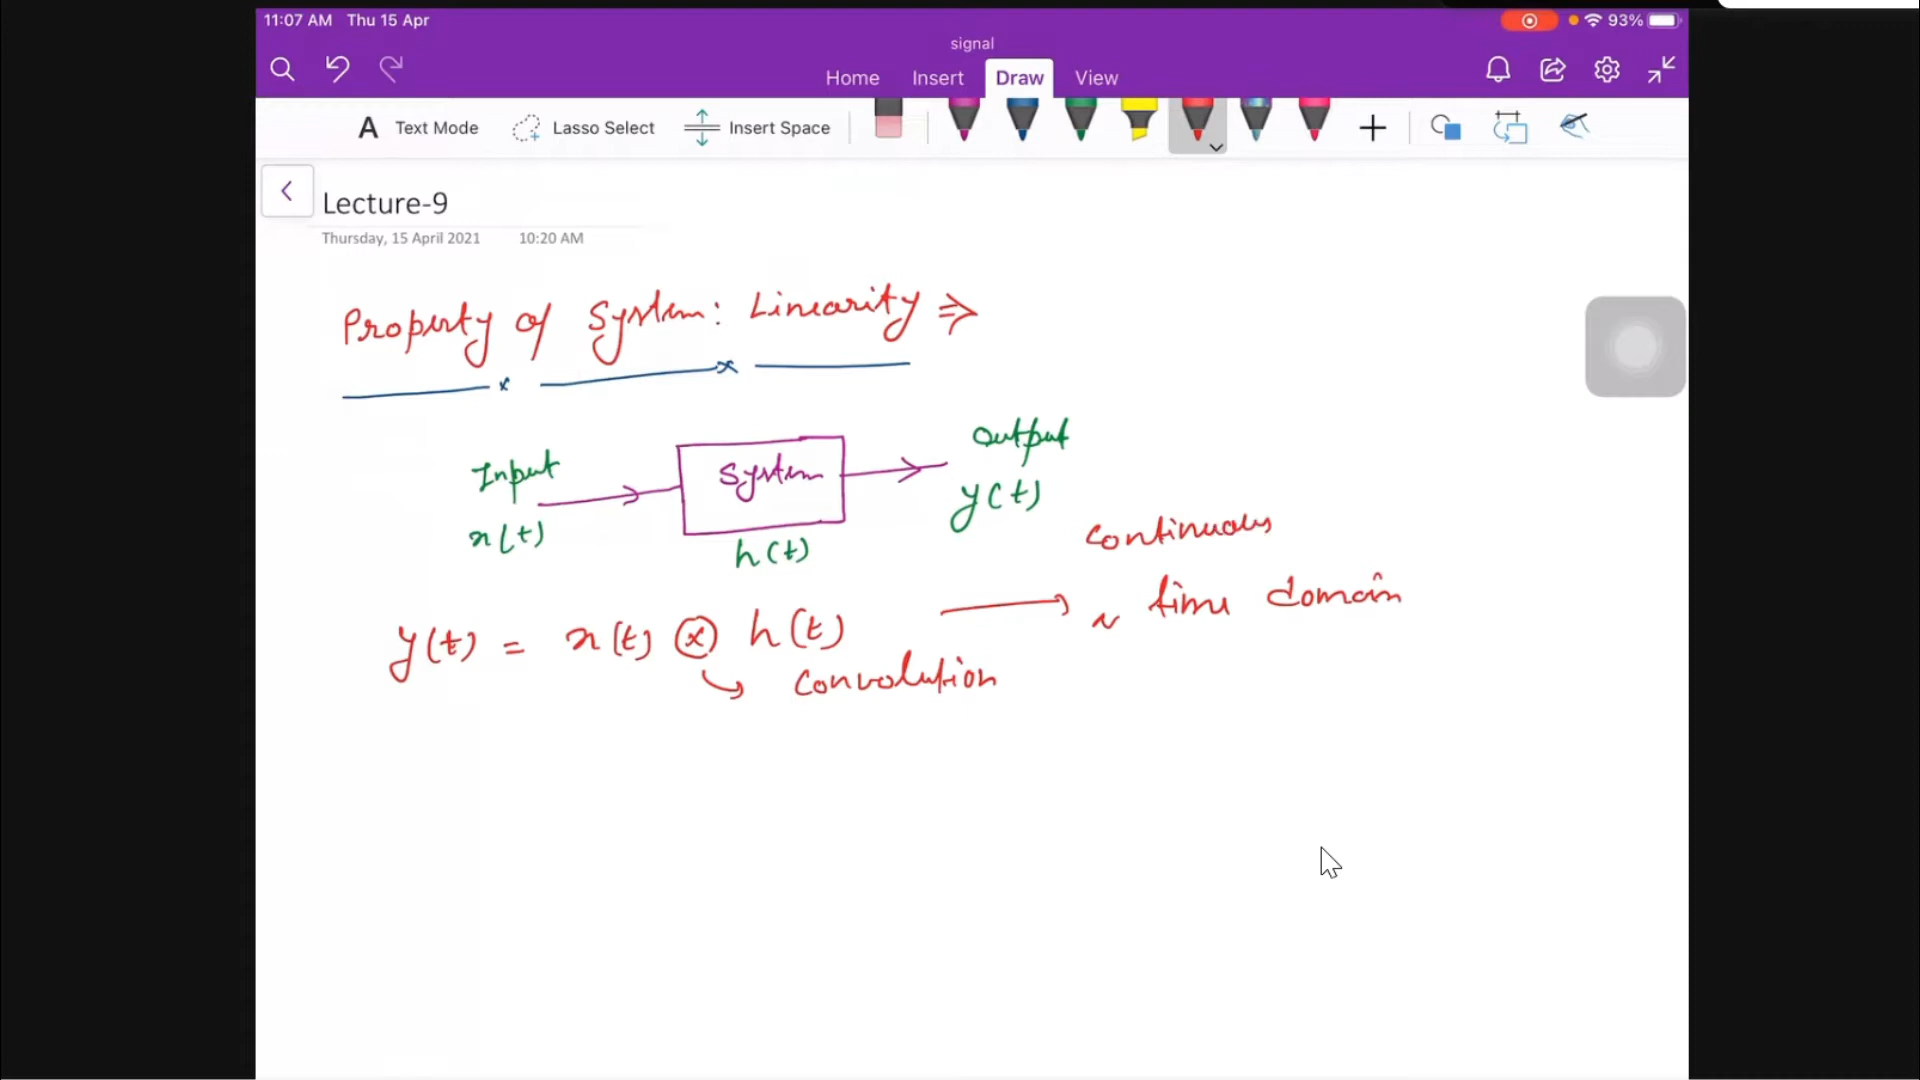 11:07 AM Thu 15 Apr
93%
signal
Home Insert Draw View
A Text Mode Lasso Select Insert Space
Lecture-9
Thursday, 15 April 2021 10:20 AM
Property of System: Linearity ⇒
Input
System
Output
x(t)
h(t)
y(t)
continuous
time domain
y(t) = x(t) ⊗ h(t)
convolution